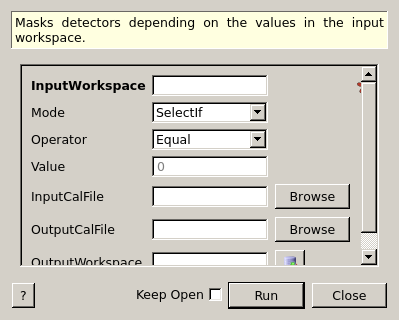 Masks detectors depending on the values in the input
workspace.
InputWorkspace
Mode SelectIf
Operator Equal
Value 0
InputCalFile Browse
OutputCalFile Browse
OutputWorkspace
? Keep Open Run Close